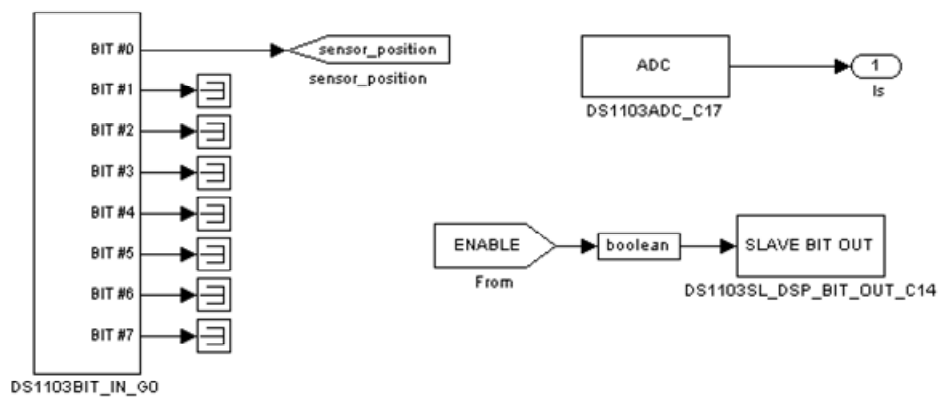 BIT #0
BIT #1
BIT #2
BIT #3
BIT #4
BIT #5
BIT #6
BIT #7
DS1103BIT_IN_G0
sensor_position
sensor_position
ADC
DS1103ADC_C17
1
Is
ENABLE
From
boolean
SLAVE BIT OUT
DS1103SL_DSP_BIT_OUT_C14